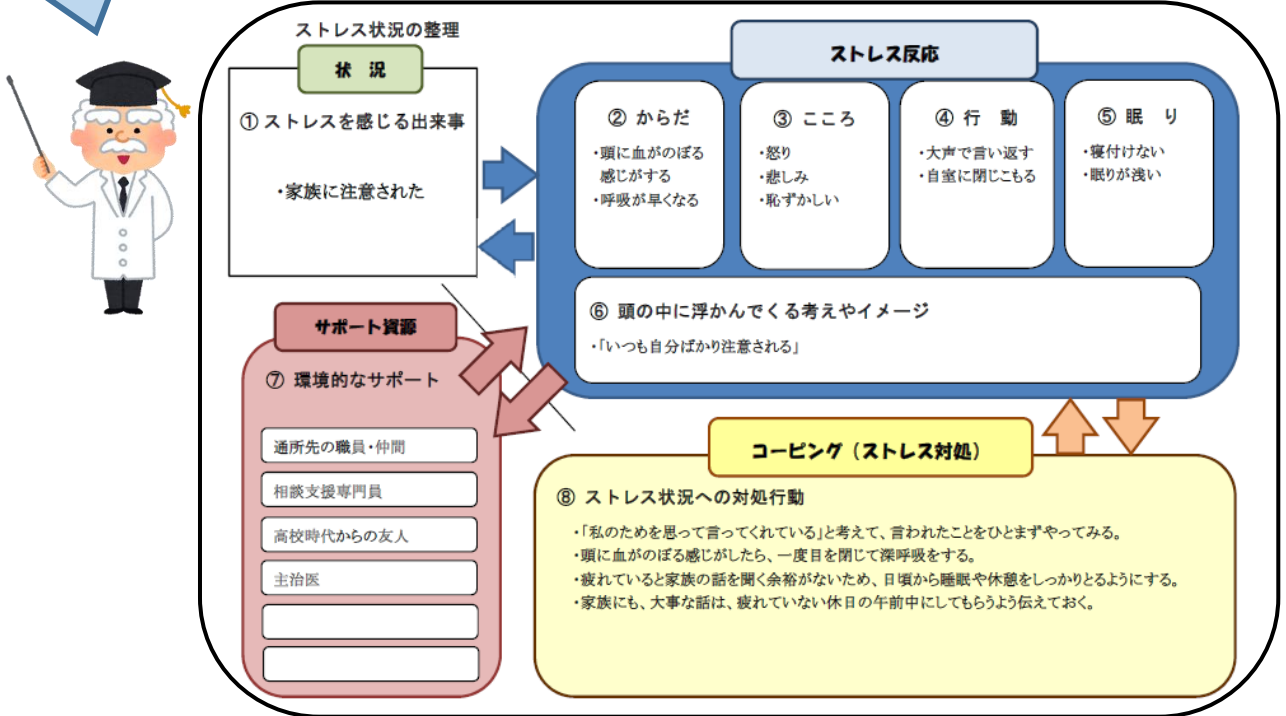 ストレス状況の整理
状 況
① ストレスを感じる出来事
・家族に注意された
ストレス反応
② からだ
・頭に血がのぼる
感じがする
・呼吸が早くなる
③ こころ
・怒り
・悲しみ
・恥ずかしい
④ 行 動
・大声で言い返す
・自室に閉じこもる
⑤ 眠 り
・寝付けない
・眠りが浅い
⑥ 頭の中に浮かんでくる考えやイメージ
・「いつも自分ばかり注意される」
サポート資源
⑦ 環境的なサポート
通所先の職員・仲間
相談支援専門員
高校時代からの友人
主治医
コーピング（ストレス対処）
⑧ ストレス状況への対処行動
・「私のためを思って言ってくれている」と考えて、言われたことをひとまずやってみる。
・頭に血がのぼる感じがしたら、一度目を閉じて深呼吸をする。
・疲れていると家族の話を聞く余裕がないため、日頃から睡眠や休憩をしっかりとるようにする。
・家族にも、大事な話は、疲れていない休日の午前中にしてもらうよう伝えておく。